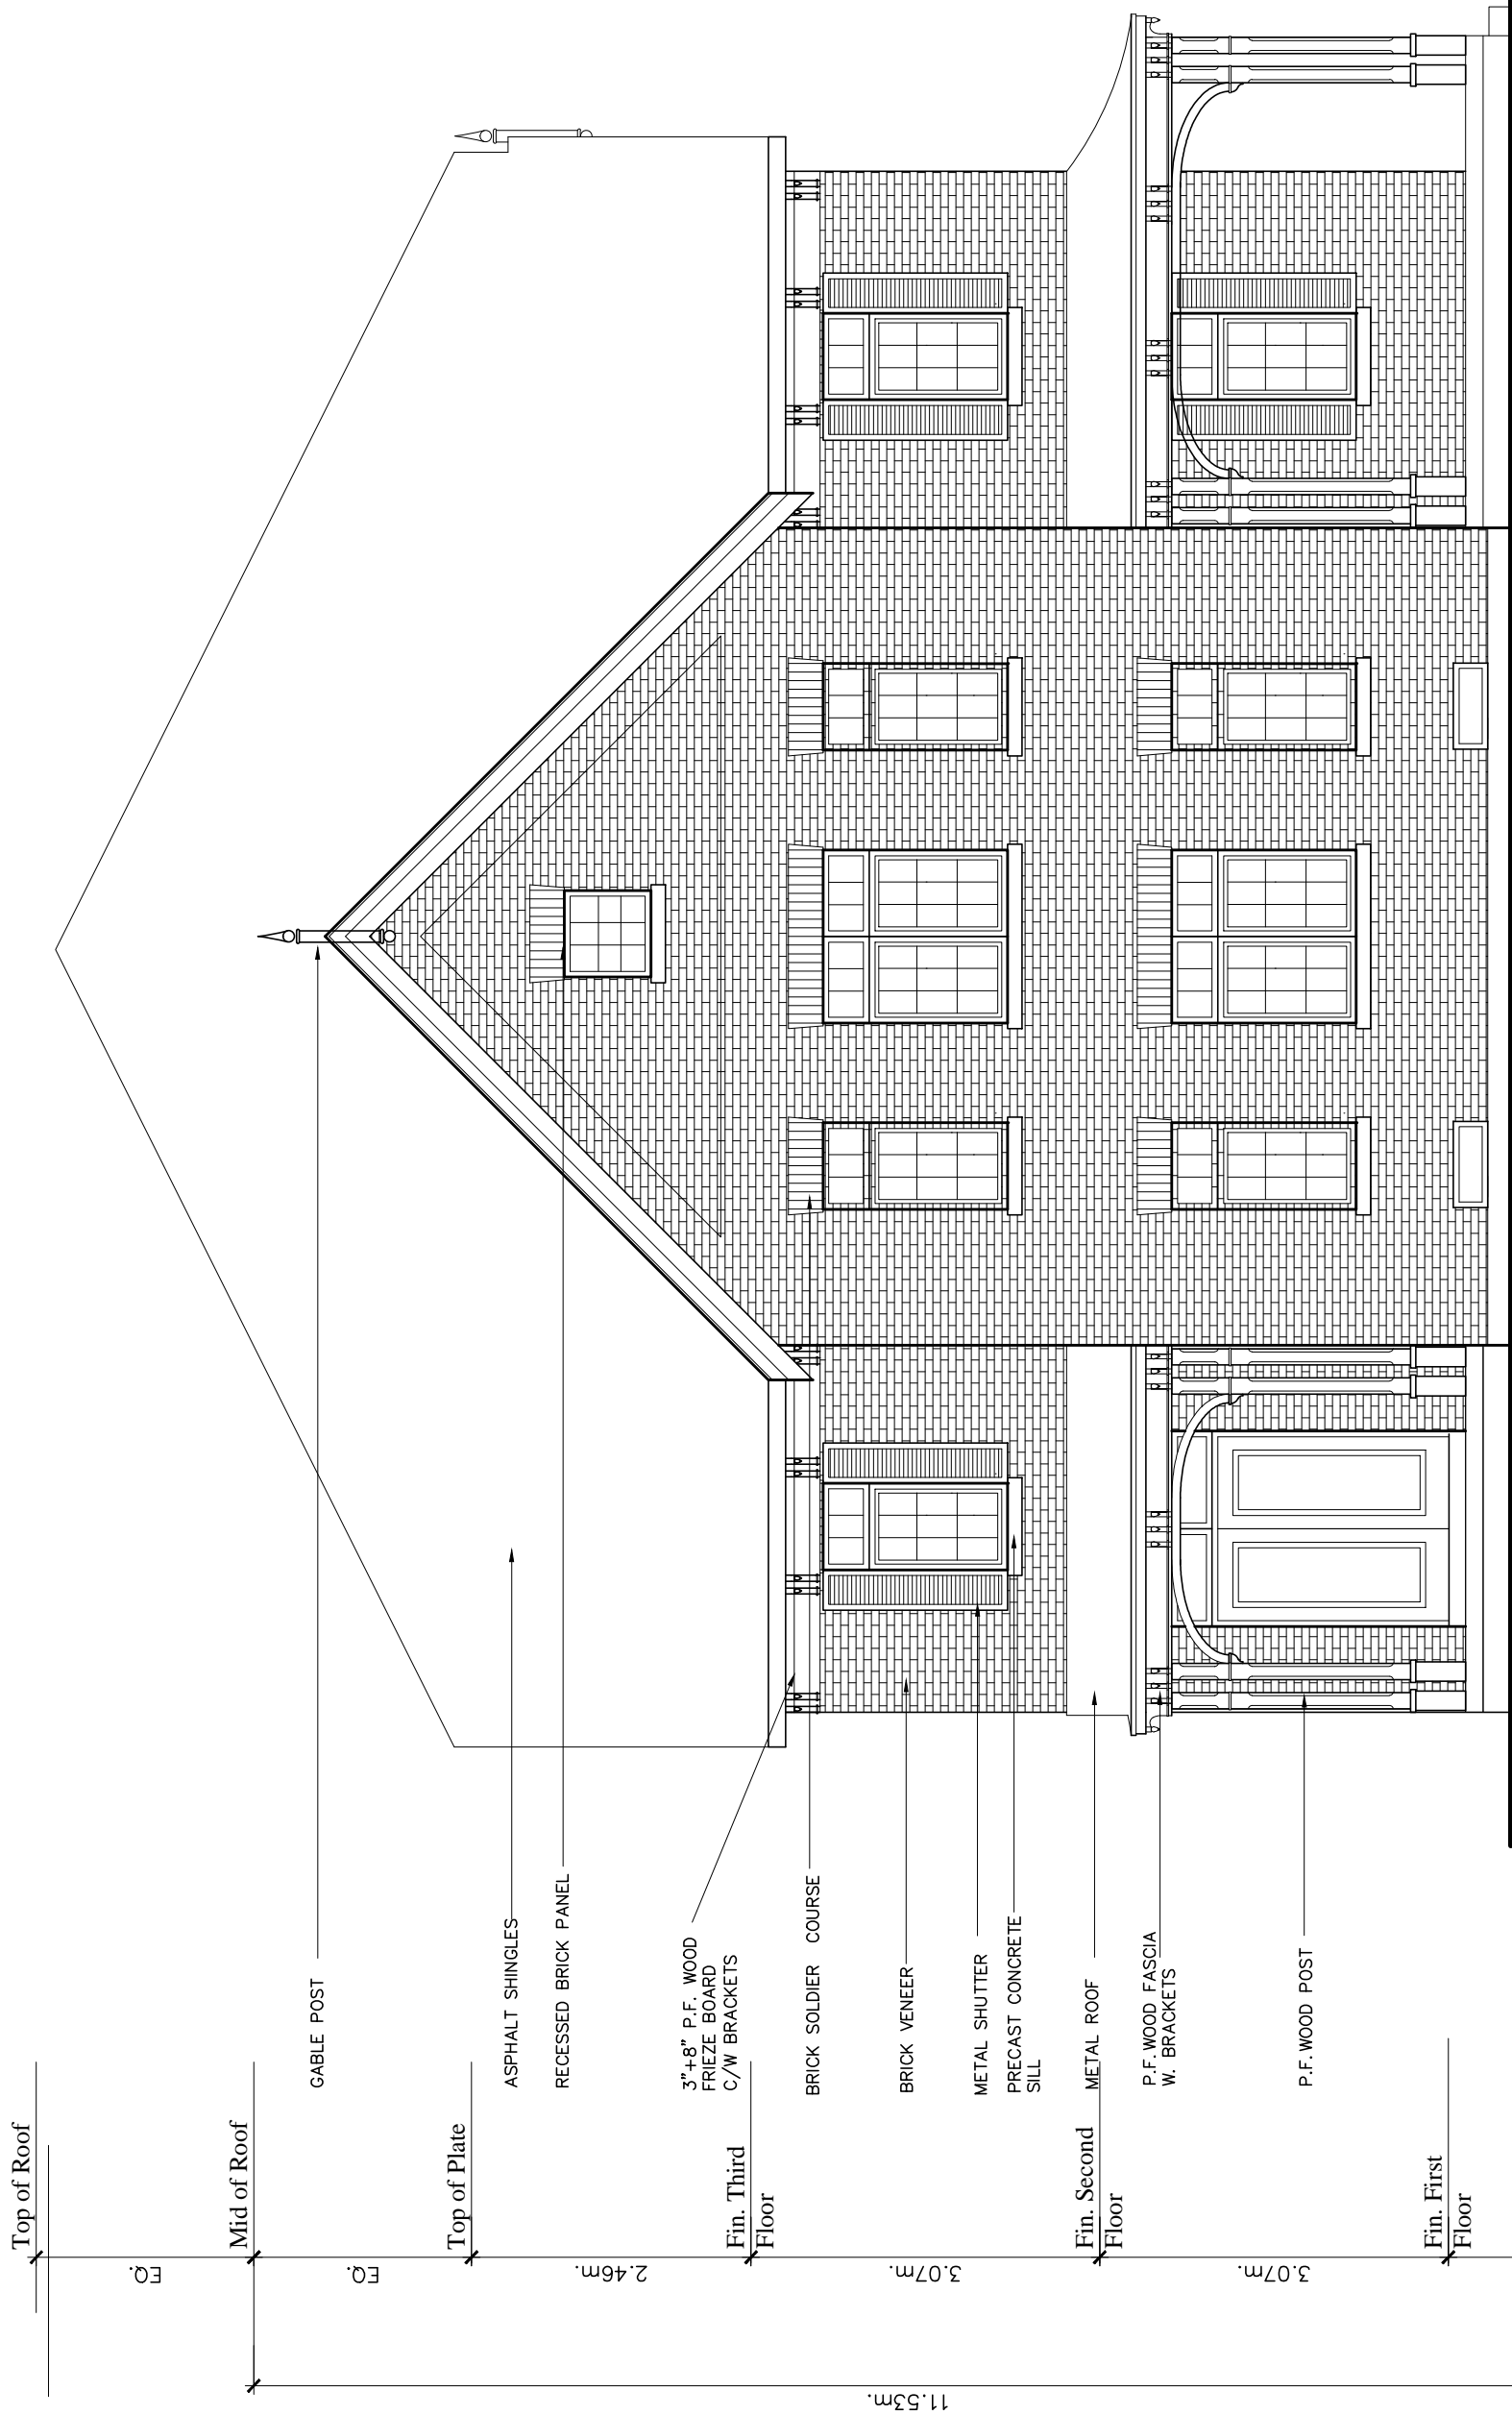 Top of Roof
EQ.
Mid of Roof
EQ.
Top of Plate
2.46m.
Fin. Third
Floor
3.07m.
Fin. Second
Floor
3.07m.
Fin. First
Floor
11.53m.
GABLE POST
ASPHALT SHINGLES
RECESSED BRICK PANEL
3"+8" P.F. WOOD
FRIEZE BOARD
C/W BRACKETS
BRICK SOLDIER COURSE
BRICK VENEER
METAL SHUTTER
PRECAST CONCRETE
SILL
METAL ROOF
P.F. WOOD FASCIA
W. BRACKETS
P.F. WOOD POST